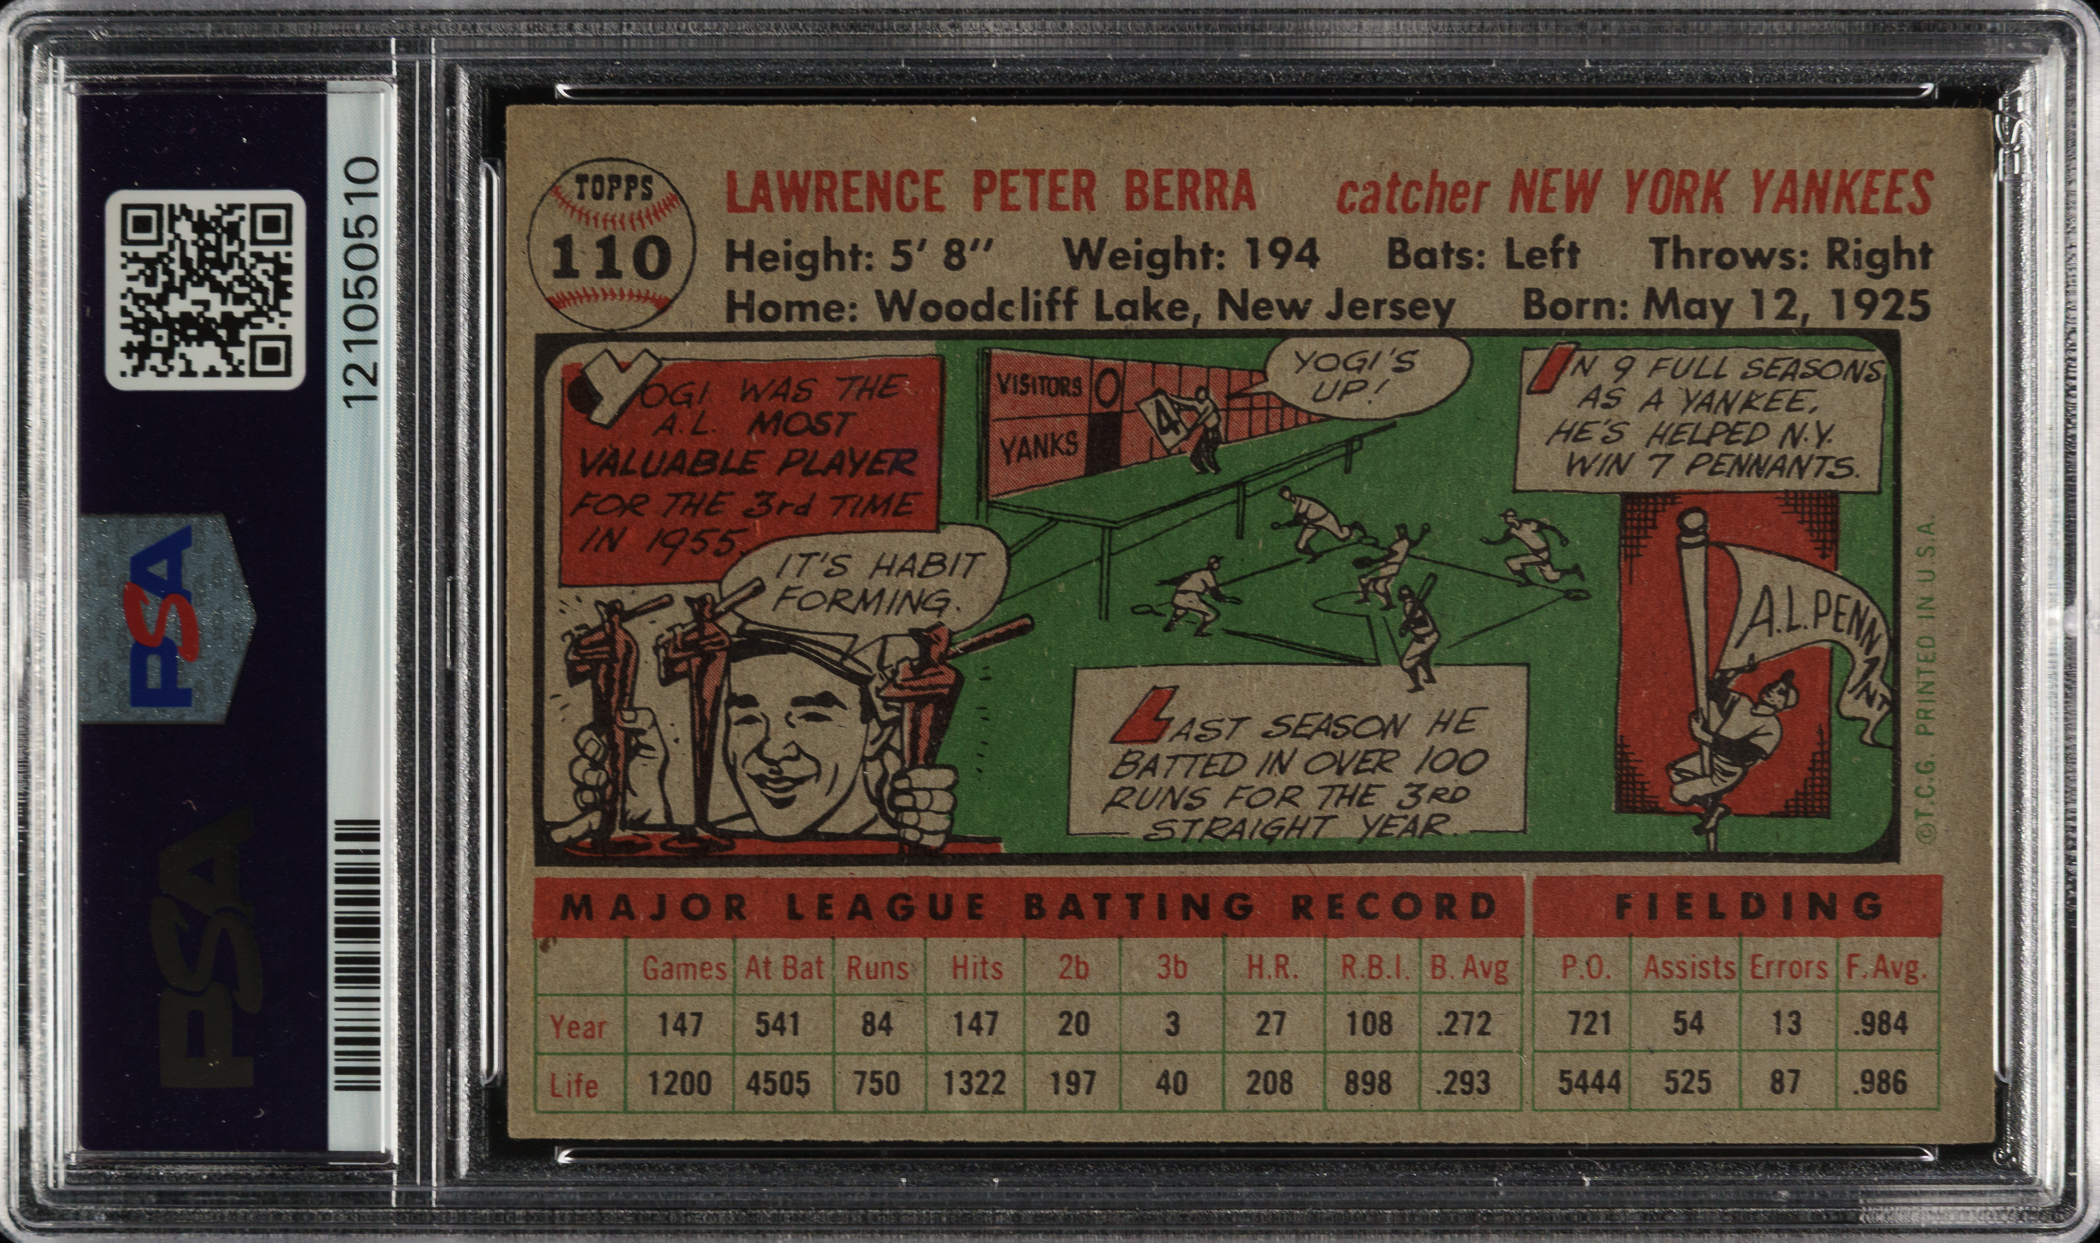 PSA
PSA
121050510
TOPPS
110
LAWRENCE PETER BERRA catcher NEW YORK YANKEES
Height: 5' 8" Weight: 194 Bats: Left Throws: Right
Home: Woodcliff Lake, New Jersey Born: May 12, 1925
YOGI WAS THE
A.L. MOST
VALUABLE PLAYER
FOR THE 3rd TIME
IN 1955.
IT'S HABIT
FORMING.
VISITORS 0
YANKS
4
YOGI'S
UP!
LAST SEASON HE
BATTED IN OVER 100
RUNS FOR THE 3RD
STRAIGHT YEAR.
IN 9 FULL SEASONS
AS A YANKEE,
HE'S HELPED N.Y.
WIN 7 PENNANTS.
A.L. PENNANT
©T.C.G. PRINTED IN U.S.A.
MAJOR LEAGUE BATTING RECORD FIELDING
Games At Bat Runs Hits 2b 3b H.R. R.B.I. B. Avg P.O. Assists Errors F. Avg.
Year 147 541 84 147 20 3 27 108 .272 721 54 13 .984
Life 1200 4505 750 1322 197 40 208 898 .293 5444 525 87 .986